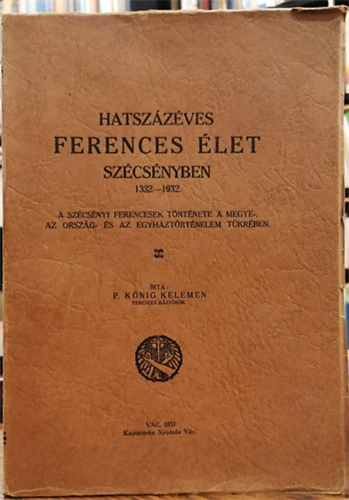 HATSZÁZÉVES
FERENCES ÉLET
SZÉCSÉNYBEN
1332—1932.
A SZÉCSÉNYI FERENCESEK TÖRTÉNETE A MEGYE-,
AZ ORSZÁG- ÉS AZ EGYHÁZTÖRTÉNELEM TÜKRÉBEN.
ÍRTA:
P. KŐNIG KELEMEN
FERENCES HÁZFŐNÖK
VÁC, 1931
Kapisztrán Nyomda Vác.